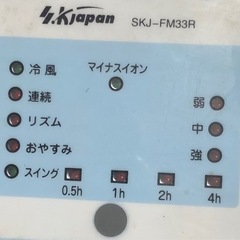 S.K Japan SKJ-FM33R
冷風 マイナスイオン
連続 弱
リズム 中
おやすみ 強
スイング
0.5h 1h 2h 4h